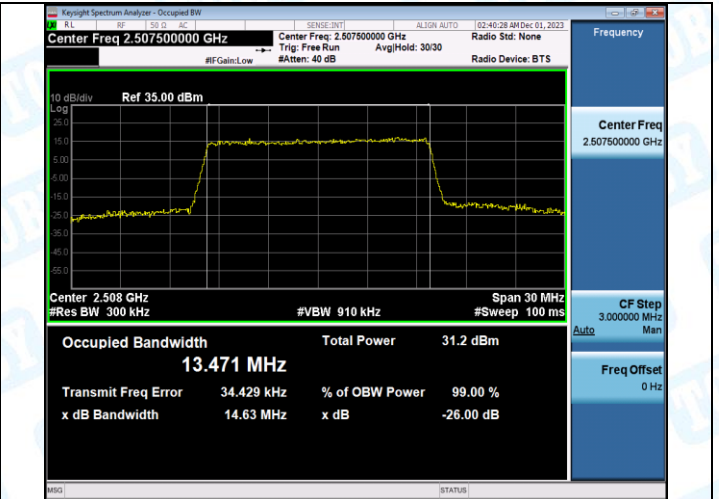 Keysight Spectrum Analyzer - Occupied BW
RL RF 50 Ω AC SENSE:INT ALIGN AUTO 02:40:28 AM Dec 01, 2023
Center Freq 2.507500000 GHz
Center Freq: 2.507500000 GHz Radio Std: None
Trig: Free Run Avg|Hold: 30/30
#IFGain:Low #Atten: 40 dB Radio Device: BTS
Frequency
10 dB/div Ref 35.00 dBm
Log
25.0
15.0
5.00
-5.00
-15.0
-25.0
-35.0
-45.0
-55.0
Center 2.508 GHz Span 30 MHz
#Res BW 300 kHz #VBW 910 kHz #Sweep 100 ms
Occupied Bandwidth Total Power 31.2 dBm
13.471 MHz
Transmit Freq Error 34.429 kHz % of OBW Power 99.00 %
x dB Bandwidth 14.63 MHz x dB -26.00 dB
Center Freq
2.507500000 GHz
CF Step
3.000000 MHz
Auto Man
Freq Offset
0 Hz
MSG STATUS